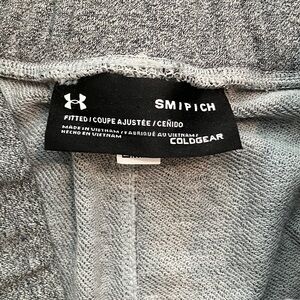 SM|P|CH
FITTED / COUPE AJUSTÉE / CEÑIDO
MADE IN VIETNAM / FABRIQUÉ AU VIETNAM /
HECHO EN VIETNAM
COLDGEAR